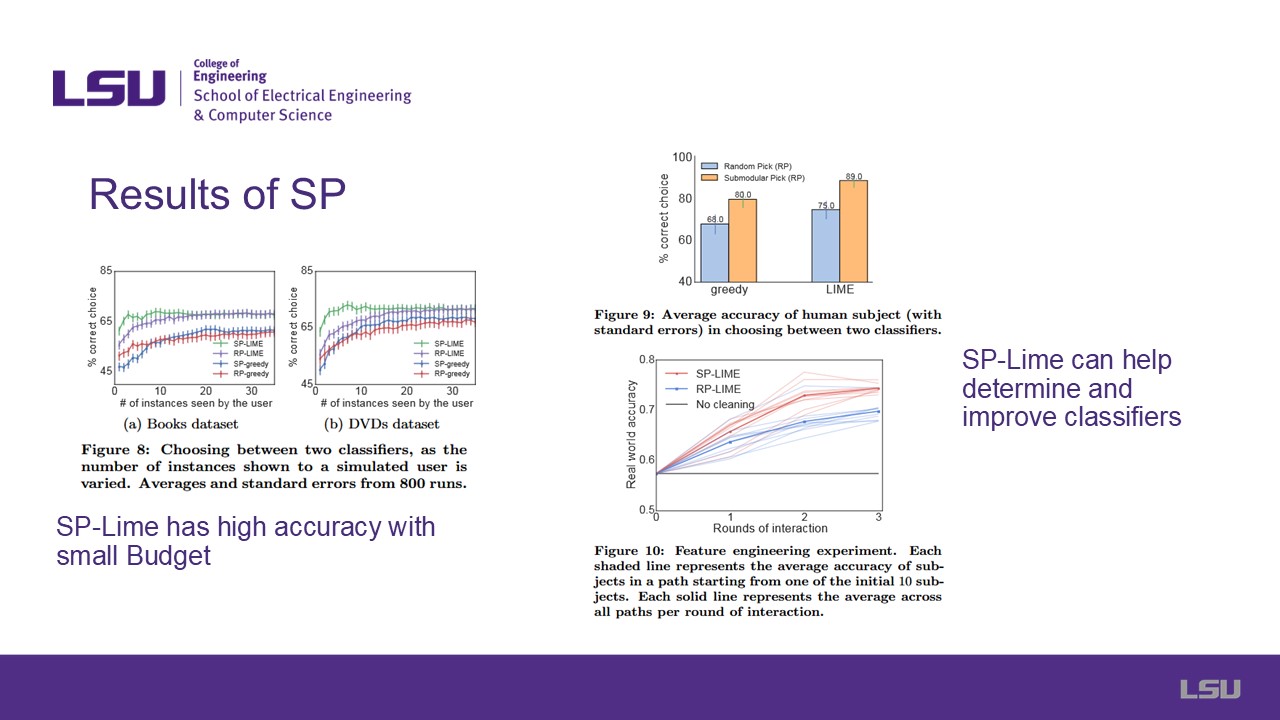 LSU
College of
Engineering
School of Electrical Engineering
& Computer Science
Results of SP
85
65
45
% correct choice
0 10 20 30
# of instances seen by the user
SP-LIME
RP-LIME
SP-greedy
RP-greedy
(a) Books dataset
85
65
45
% correct choice
0 10 20 30
# of instances seen by the user
SP-LIME
RP-LIME
SP-greedy
RP-greedy
(b) DVDs dataset
Figure 8: Choosing between two classifiers, as the
number of instances shown to a simulated user is
varied. Averages and standard errors from 800 runs.
SP-Lime has high accuracy with
small Budget
100
80
60
40
% correct choice
Random Pick (RP)
Submodular Pick (RP)
68.0
80.0
75.0
89.0
greedy LIME
Figure 9: Average accuracy of human subject (with
standard errors) in choosing between two classifiers.
0.8
0.7
0.6
0.5
Real world accuracy
SP-LIME
RP-LIME
No cleaning
0 1 2 3
Rounds of interaction
Figure 10: Feature engineering experiment. Each
shaded line represents the average accuracy of sub-
jects in a path starting from one of the initial 10 sub-
jects. Each solid line represents the average across
all paths per round of interaction.
SP-Lime can help
determine and
improve classifiers
LSU